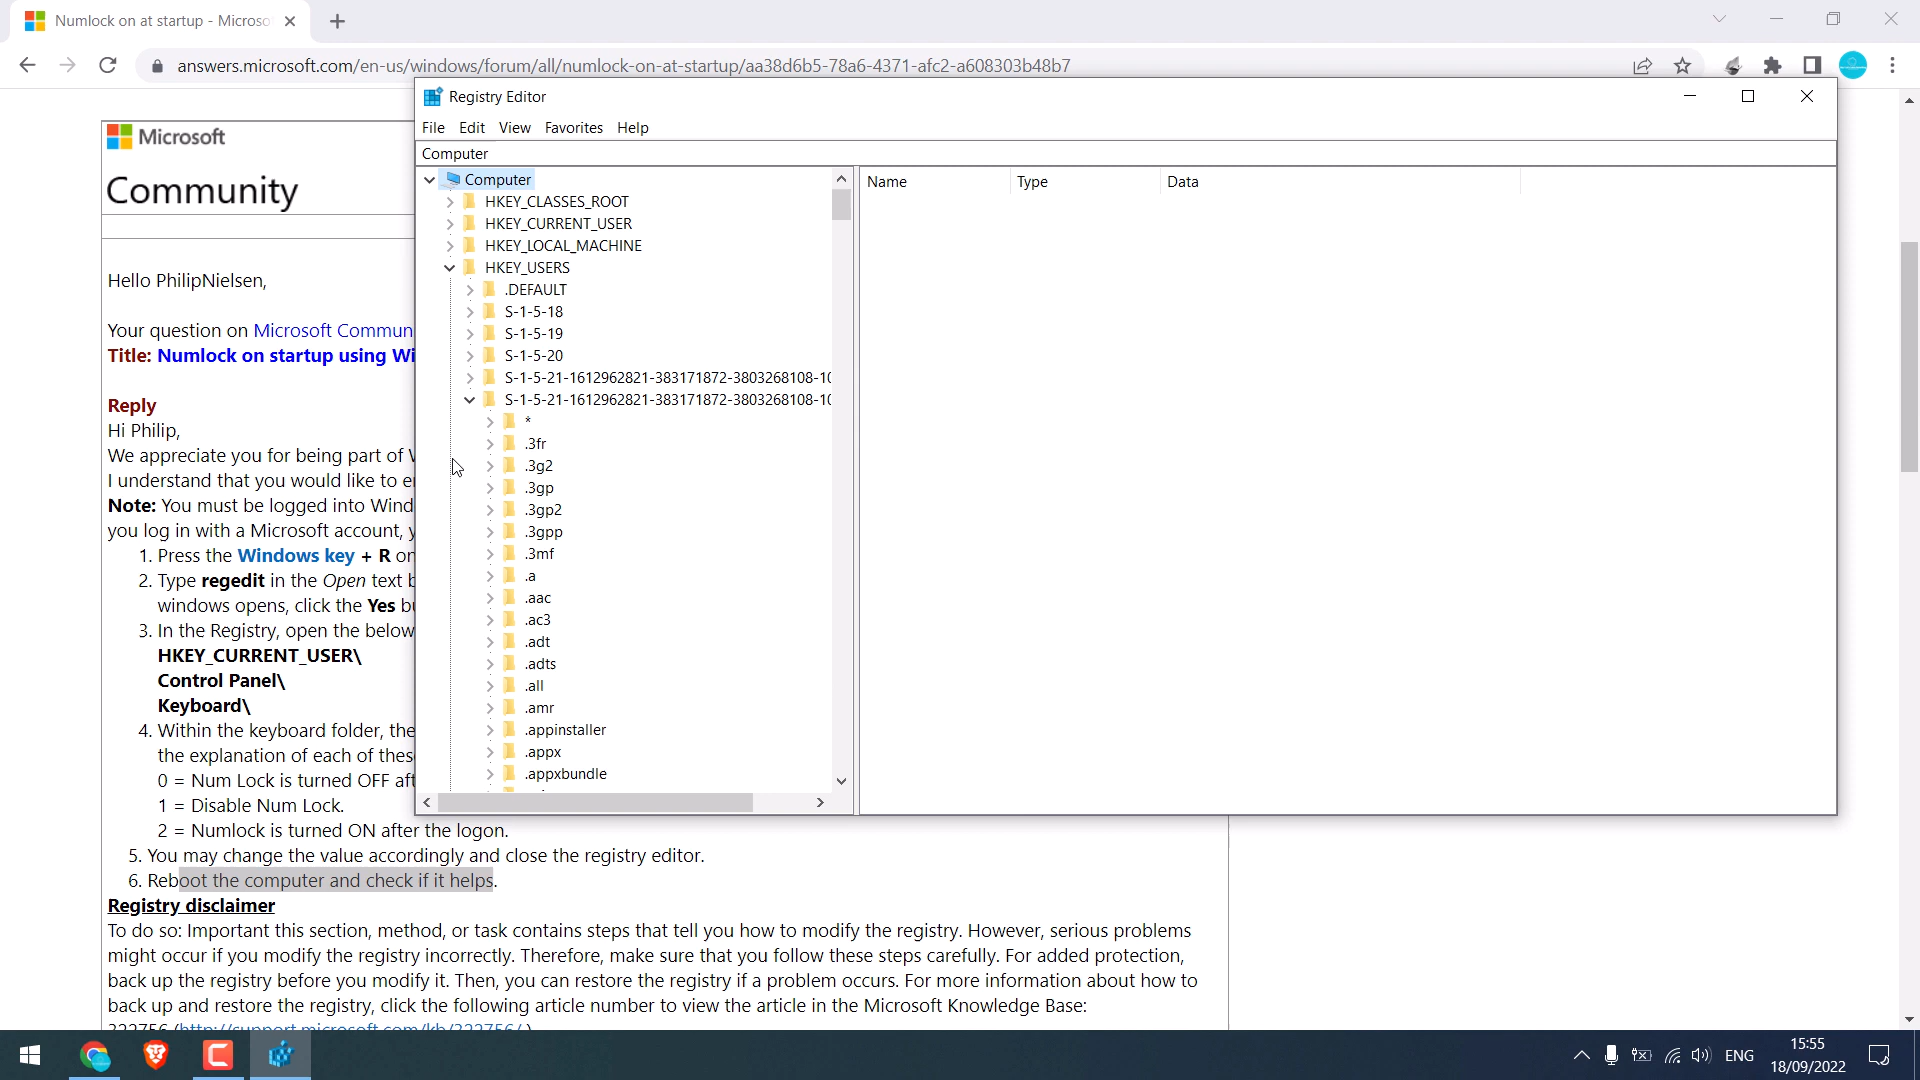 Numlock on at startup - Microso
answers.microsoft.com/en-us/windows/forum/all/numlock-on-at-startup/aa38d6b5-78a6-4371-afc2-a608303b48b7
Microsoft
Community
Hello PhilipNielsen,
Your question on Microsoft Commun
Title: Numlock on startup using Wi
Reply
Hi Philip,
We appreciate you for being part of
I understand that you would like to
Note: You must be logged into Wind
you log in with a Microsoft account,
1. Press the Windows key + R on
2. Type regedit in the Open text
windows opens, click the Yes
3. In the Registry, open the below
HKEY_CURRENT_USER\
Control Panel\
Keyboard\
4. Within the keyboard folder, the
the explanation of each of these
0 = Num Lock is turned OFF aft
1 = Disable Num Lock.
2 = Numlock is turned ON after the logon.
5. You may change the value accordingly and close the registry editor.
6. Reboot the computer and check if it helps.
Registry disclaimer
To do so: Important this section, method, or task contains steps that tell you how to modify the registry. However, serious problems
might occur if you modify the registry incorrectly. Therefore, make sure that you follow these steps carefully. For added protection,
back up the registry before you modify it. Then, you can restore the registry if a problem occurs. For more information about how to
back up and restore the registry, click the following article number to view the article in the Microsoft Knowledge Base:
322756 (http://support.microsoft.com/kb/322756/ )
Registry Editor
File Edit View Favorites Help
Computer
Computer
HKEY_CLASSES_ROOT
HKEY_CURRENT_USER
HKEY_LOCAL_MACHINE
HKEY_USERS
.DEFAULT
S-1-5-18
S-1-5-19
S-1-5-20
S-1-5-21-1612962821-383171872-3803268108-10
S-1-5-21-1612962821-383171872-3803268108-10
*
.3fr
.3g2
.3gp
.3gp2
.3gpp
.3mf
.a
.aac
.ac3
.adt
.adts
.all
.amr
.appinstaller
.appx
.appxbundle
Name Type Data
ENG
15:55
18/09/2022